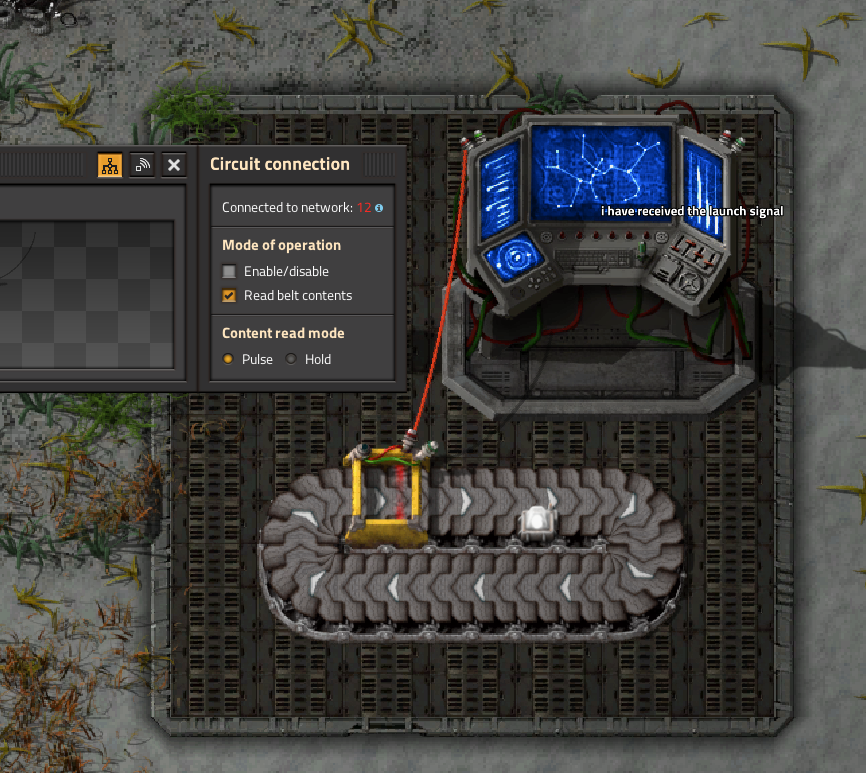 Circuit connection
Connected to network: 12
Mode of operation
Enable/disable
Read belt contents
Content read mode
Pulse Hold
i have received the launch signal